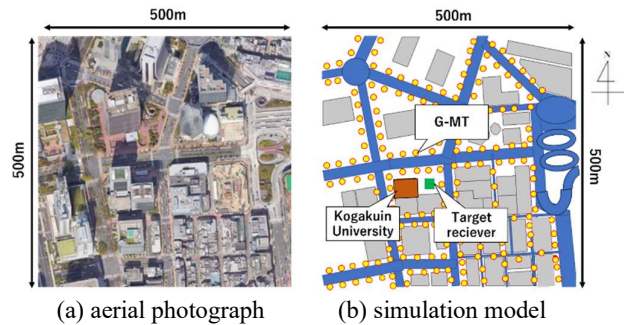 500m
500m
500m
500m
N
G-MT
Kogakuin
University
Target
reciever
(a) aerial photograph
(b) simulation model